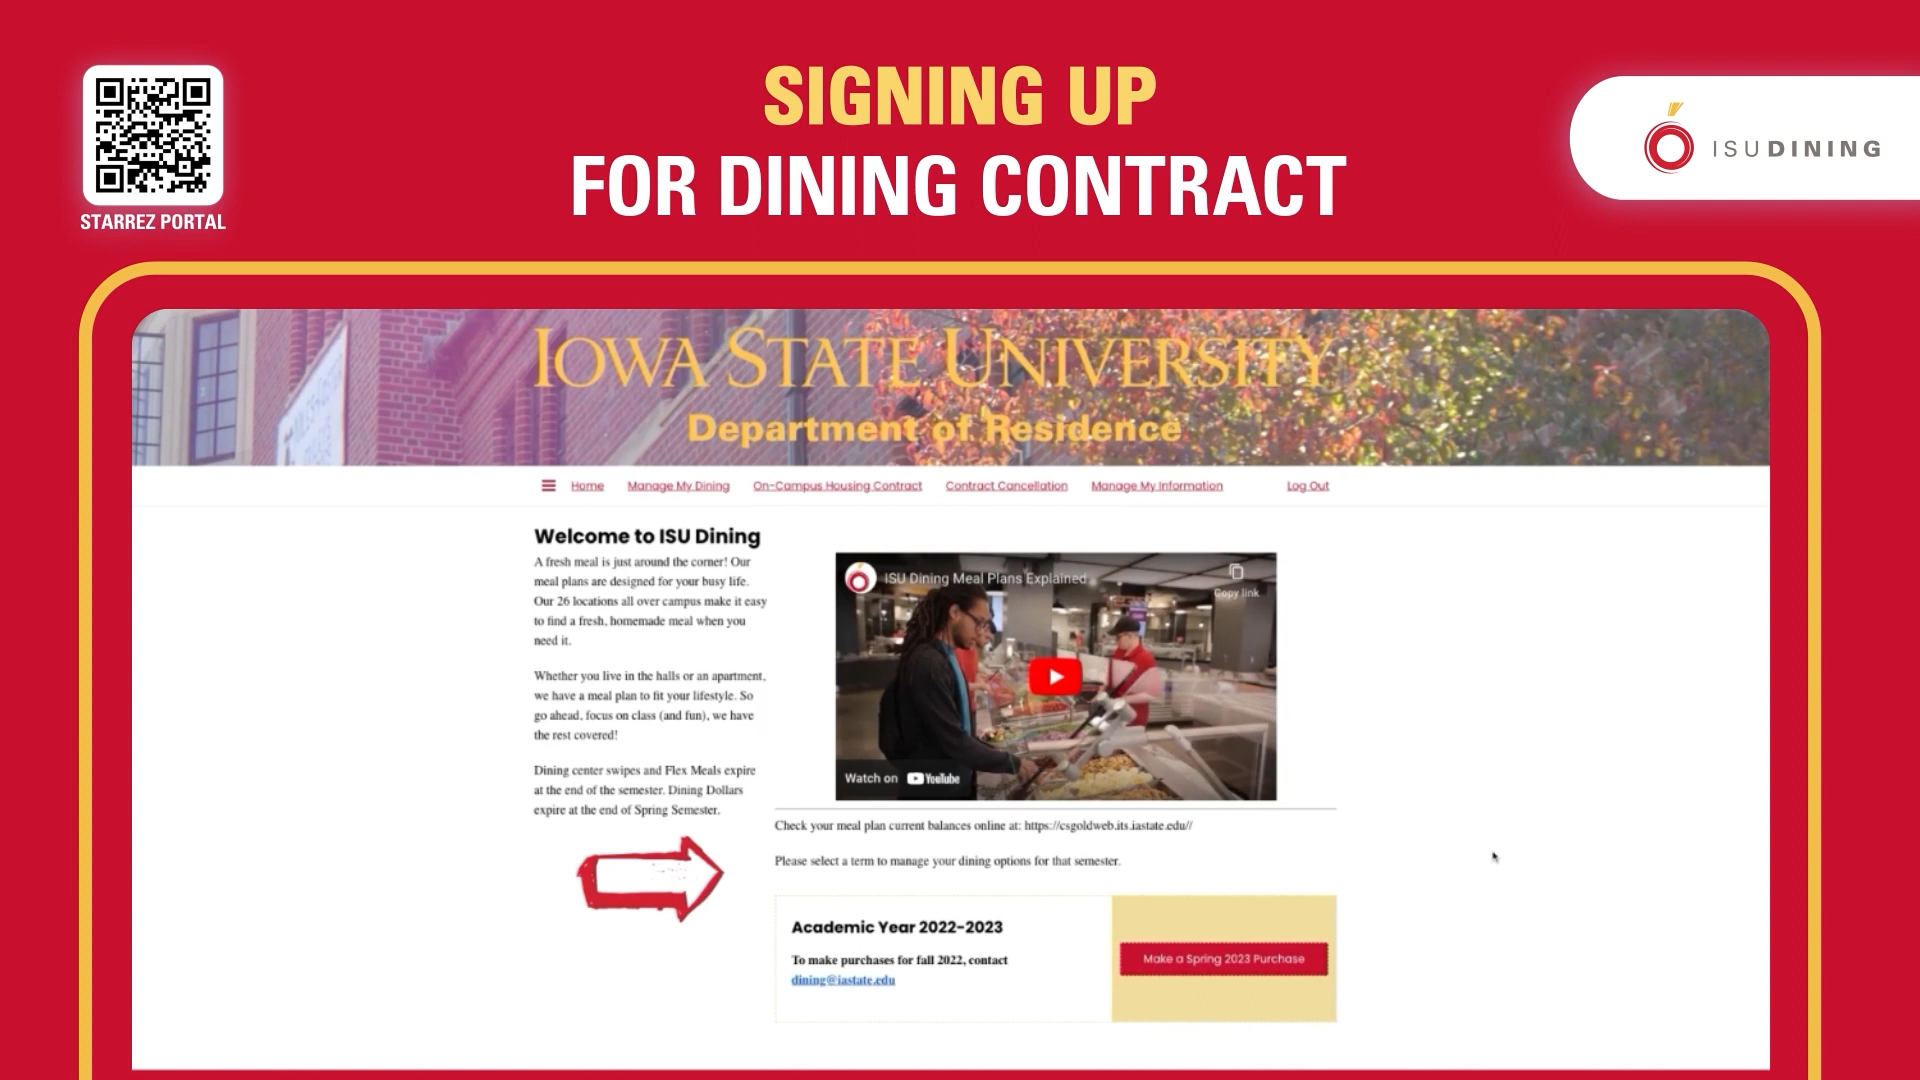 SIGNING UP
FOR DINING CONTRACT
STARREZ PORTAL
ISUDINING
IOWA STATE UNIVERSITY
Department of Residence
Home Manage My Dining On-Campus Housing Contract Contract Cancellation Manage My Information Log Out
Welcome to ISU Dining
A fresh meal is just around the corner! Our
meal plans are designed for your busy life.
Our 26 locations all over campus make it easy
to find a fresh, homemade meal when you
need it.
Whether you live in the halls or an apartment,
we have a meal plan to fit your lifestyle. So
go ahead, focus on class (and fun), we have
the rest covered!
Dining center swipes and Flex Meals expire
at the end of the semester. Dining Dollars
expire at the end of Spring Semester.
ISU Dining Meal Plans Explained
Copy link
Watch on YouTube
Check your meal plan current balances online at: https://csgoldweb.its.iastate.edu//
Please select a term to manage your dining options for that semester.
Academic Year 2022-2023
To make purchases for fall 2022, contact
dining@iastate.edu
Make a Spring 2023 Purchase